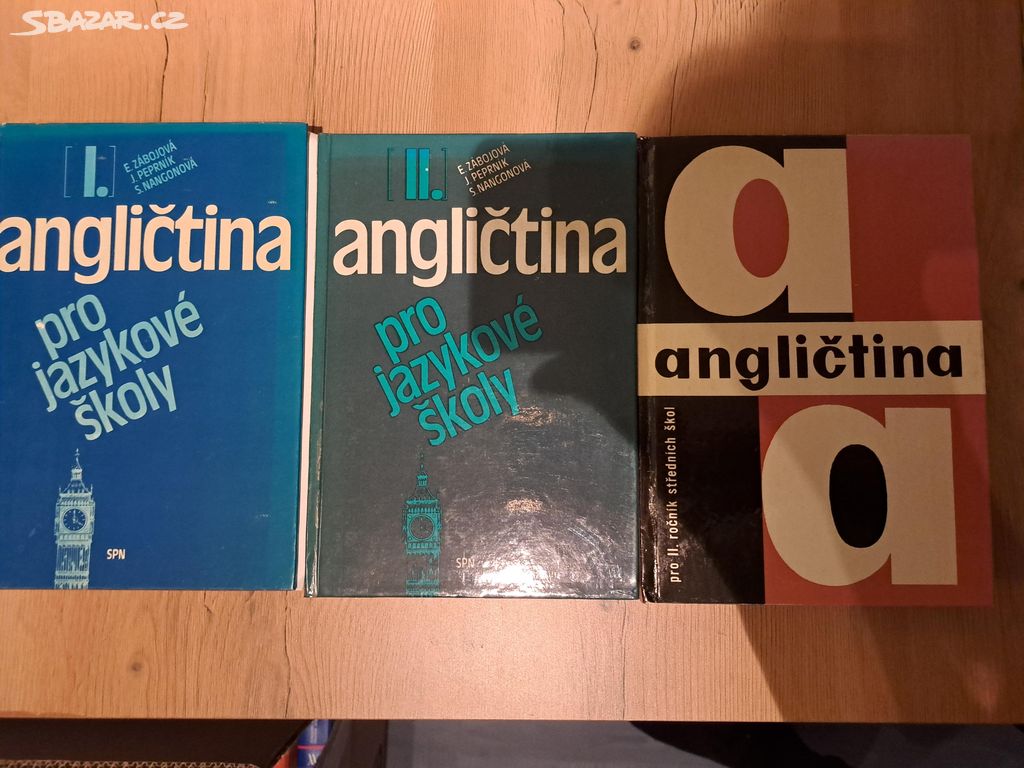 SBAZAR.CZ
[I.]
E. ZÁBOJOVÁ
J. PEPRNÍK
S. NANGONOVÁ
angličtina
pro
jazykové
školy
SPN
[II.]
E. ZÁBOJOVÁ
J. PEPRNÍK
S. NANGONOVÁ
angličtina
pro
jazykové
školy
SPN
a
angličtina
a
pro II. ročník středních škol